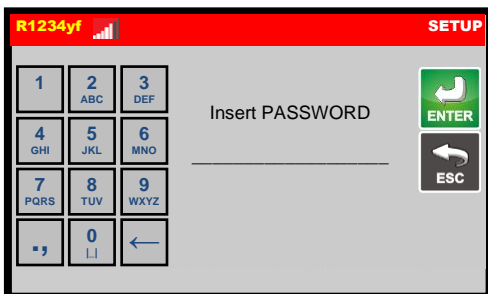 R1234yf
SETUP
1
2
ABC
3
DEF
Insert PASSWORD
ENTER
4
GHI
5
JKL
6
MNO
ESC
7
PQRS
8
TUV
9
WXYZ
.,
0